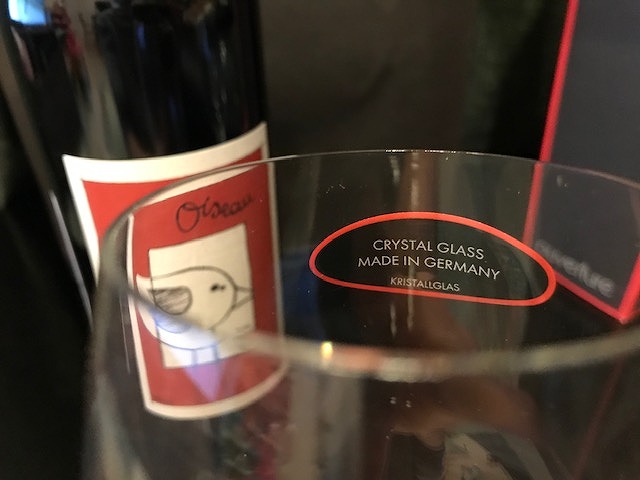 Oiseau
CRYSTAL GLASS
MADE IN GERMANY
KRISTALLGLAS
ouverture